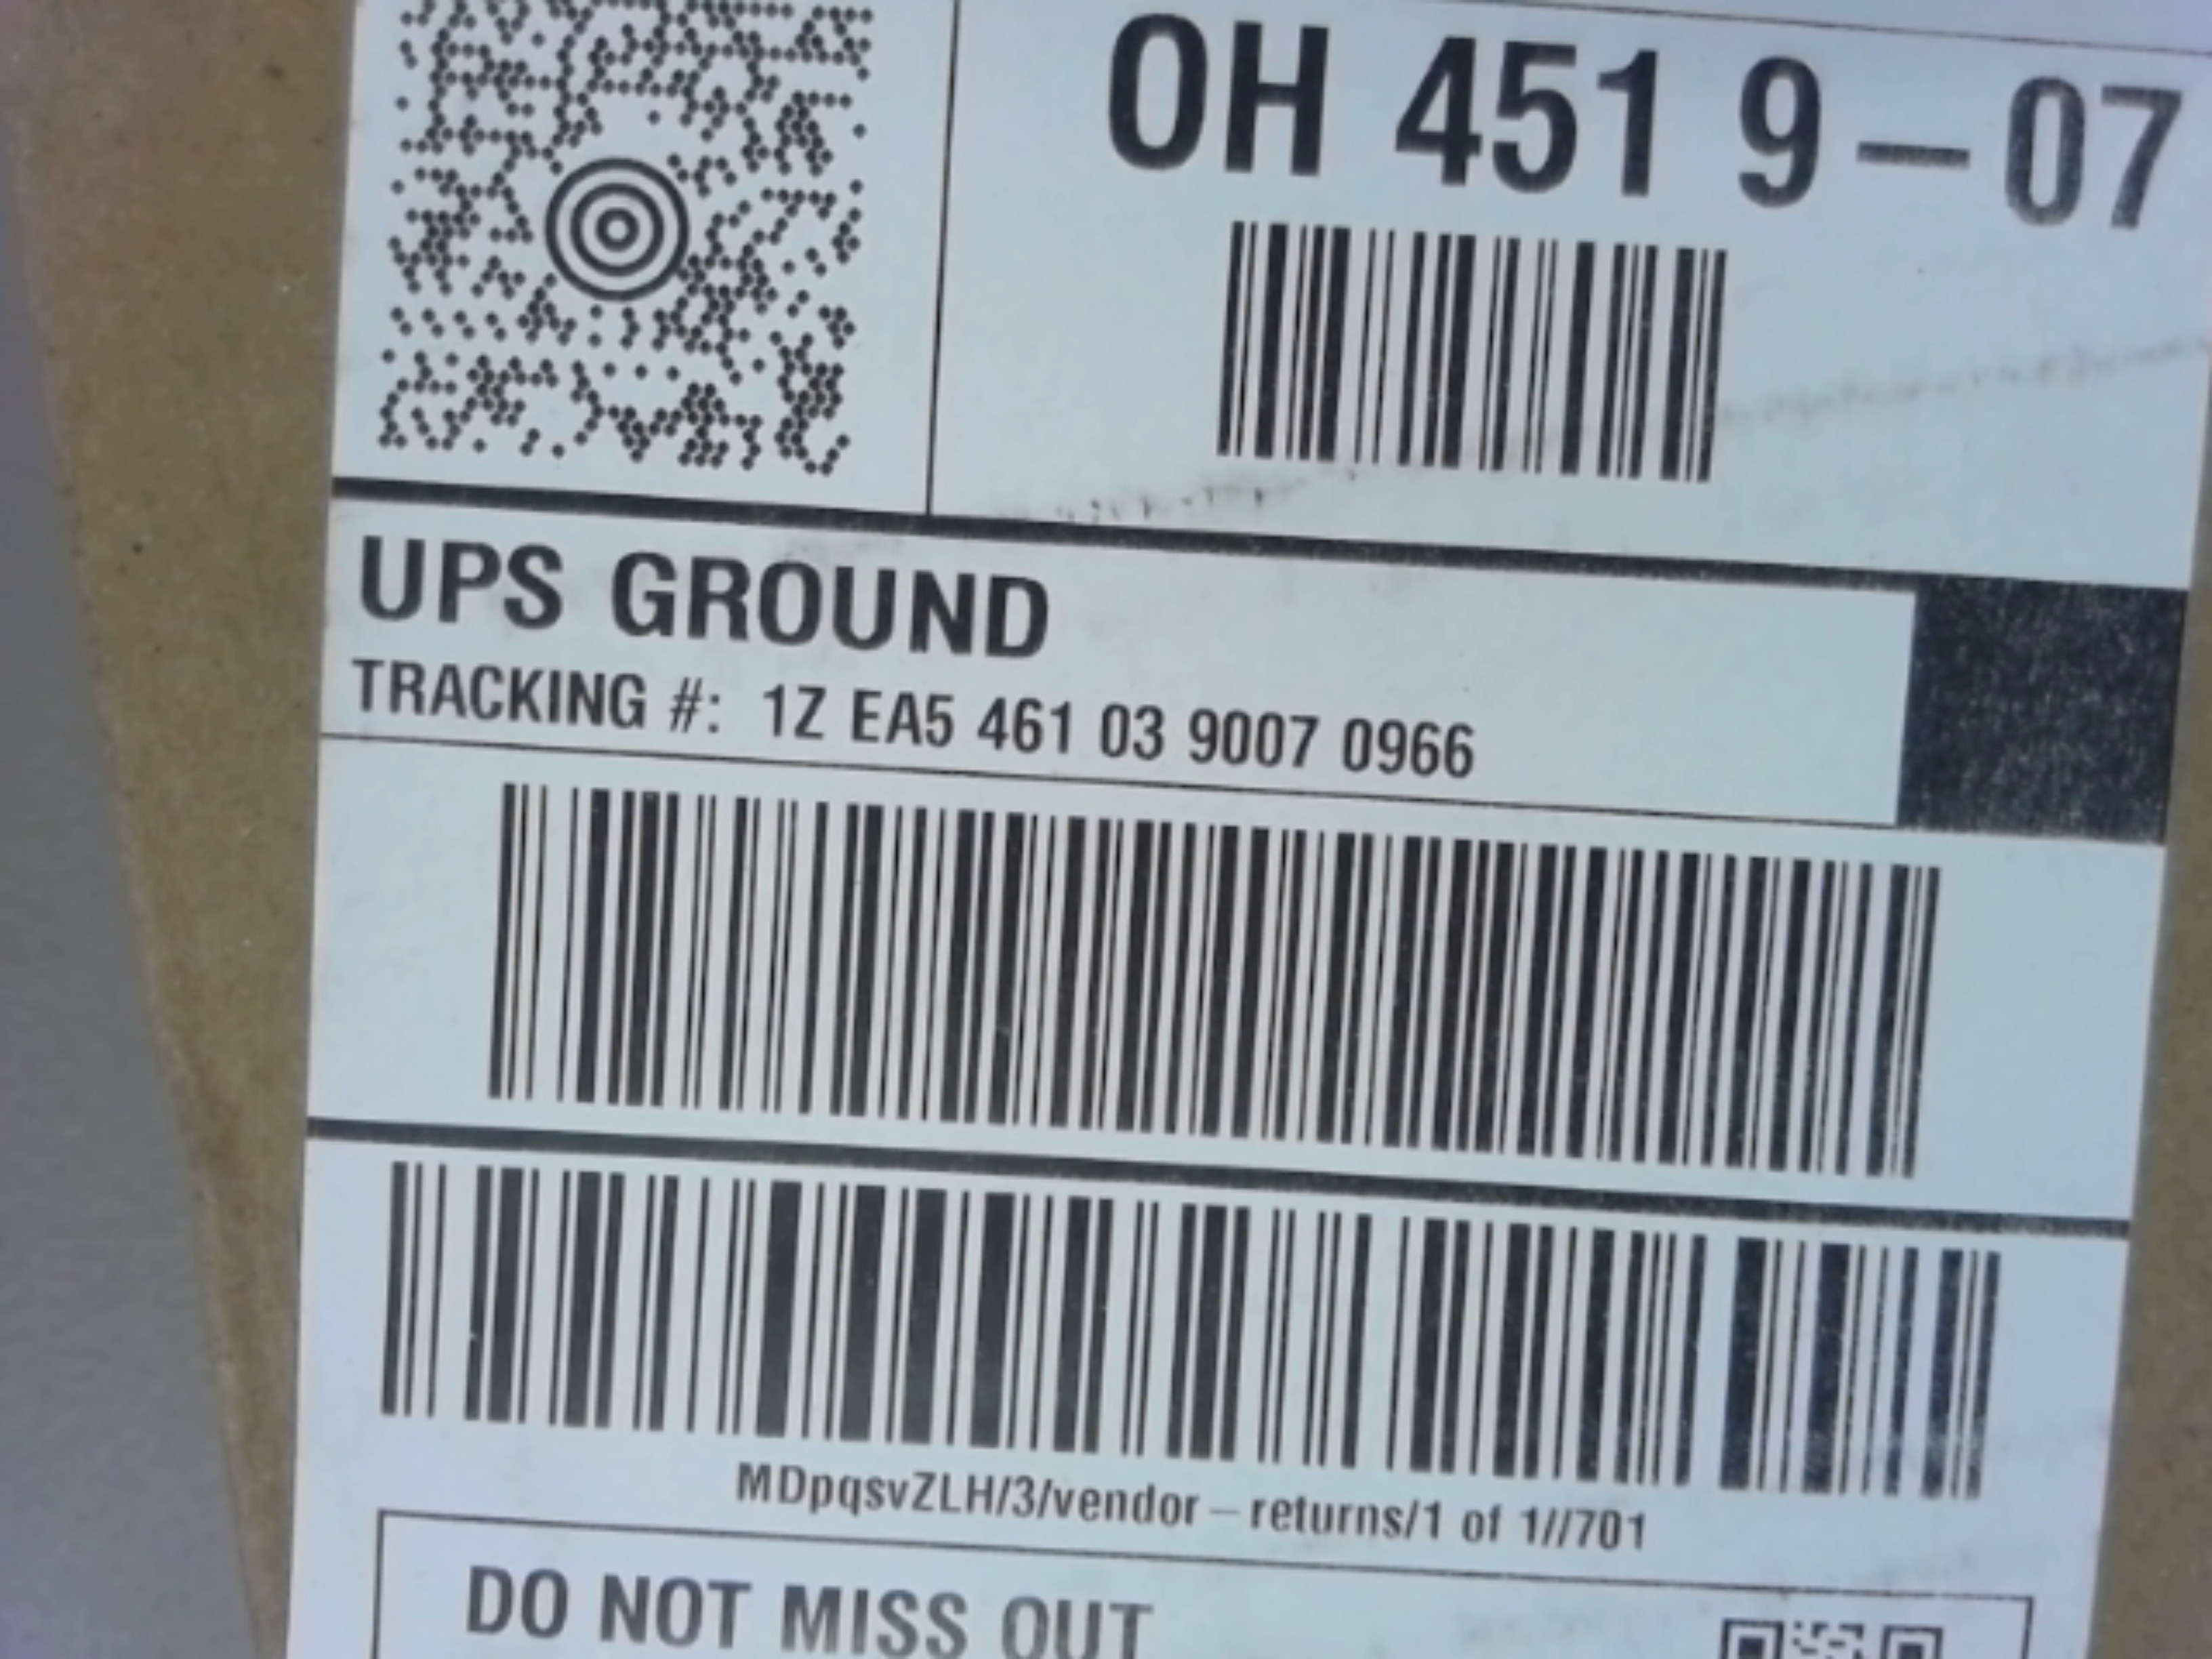 OH 451 9-07
UPS GROUND
TRACKING #: 1Z EA5 461 03 9007 0966
MDpqsvZLH/3/vendor-returns/1 of 1//701
DO NOT MISS OUT